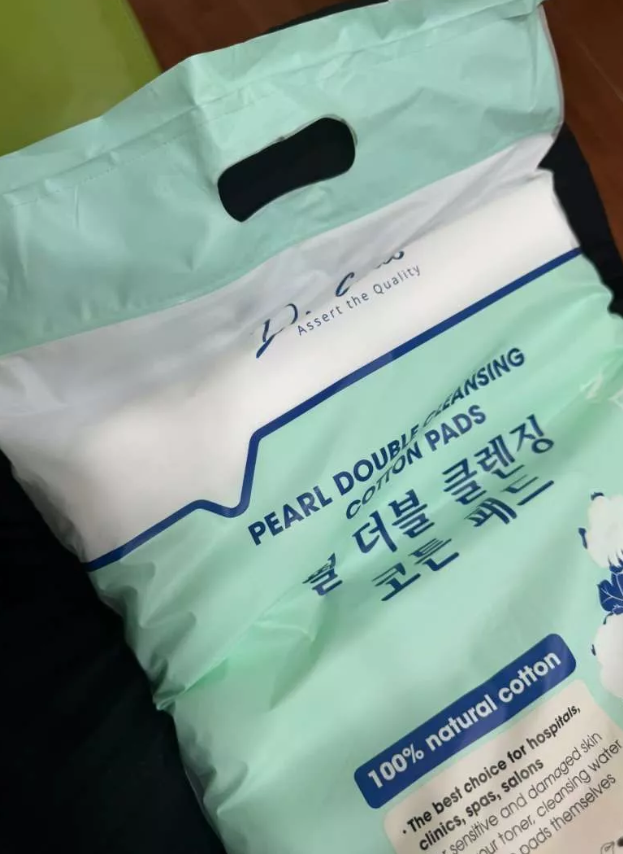 Assert the Quality
PEARL DOUBLE CLEANSING
COTTON PADS
펄 더블 클렌징
코튼 패드
100% natural cotton
· The best choice for hospitals,
clinics, spas, salons
sensitive and damaged skin
toner, cleansing water
pads themselves